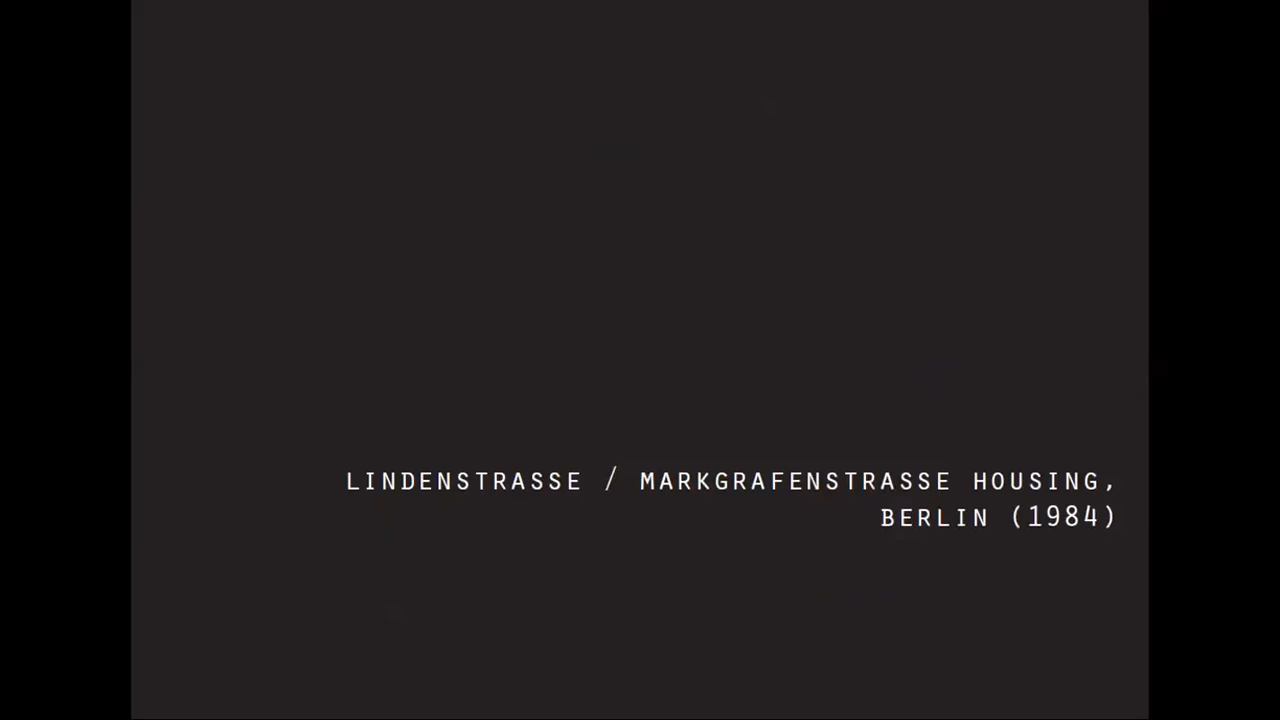 LINDENSTRASSE / MARKGRAFENSTRASSE HOUSING,
BERLIN (1984)